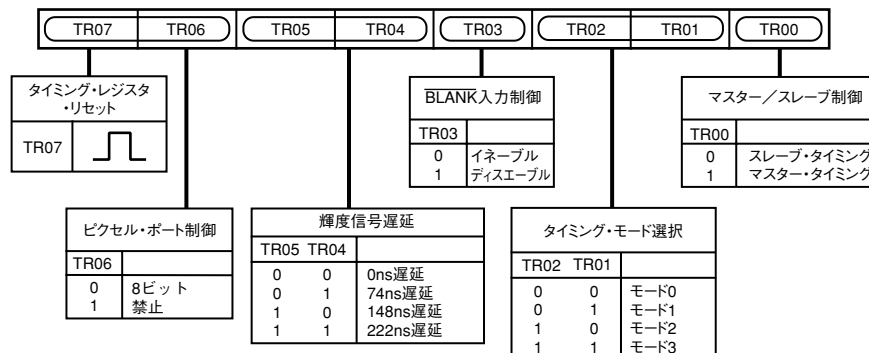 TR07 TR06 TR05 TR04 TR03 TR02 TR01 TR00
タイミング・レジスタ
・リセット
TR07
BLANK入力制御
TR03
0 イネーブル
1 ディスエーブル
マスター／スレーブ制御
TR00
0 スレーブ・タイミング
1 マスター・タイミング
ピクセル・ポート制御
TR06
0 8ビット
1 禁止
輝度信号遅延
TR05 TR04
0 0 0ns遅延
0 1 74ns遅延
1 0 148ns遅延
1 1 222ns遅延
タイミング・モード選択
TR02 TR01
0 0 モード0
0 1 モード1
1 0 モード2
1 1 モード3